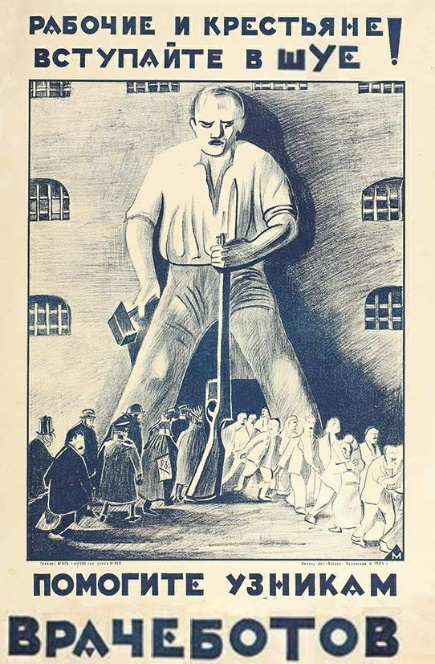 РАБОЧИЕ И КРЕСТЬЯНЕ!
ВСТУПАЙТЕ В ШУЕ
ПОМОГИТЕ УЗНИКАМ
ВРАЧЕБОТОВ